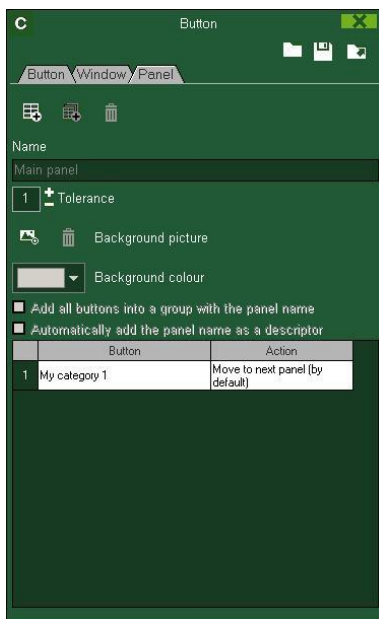 C Button
Button Window Panel
Name
Main panel
1 Tolerance
Background picture
Background colour
Add all buttons into a group with the panel name
Automatically add the panel name as a descriptor
Button Action
1 My category 1 Move to next panel (by
default)